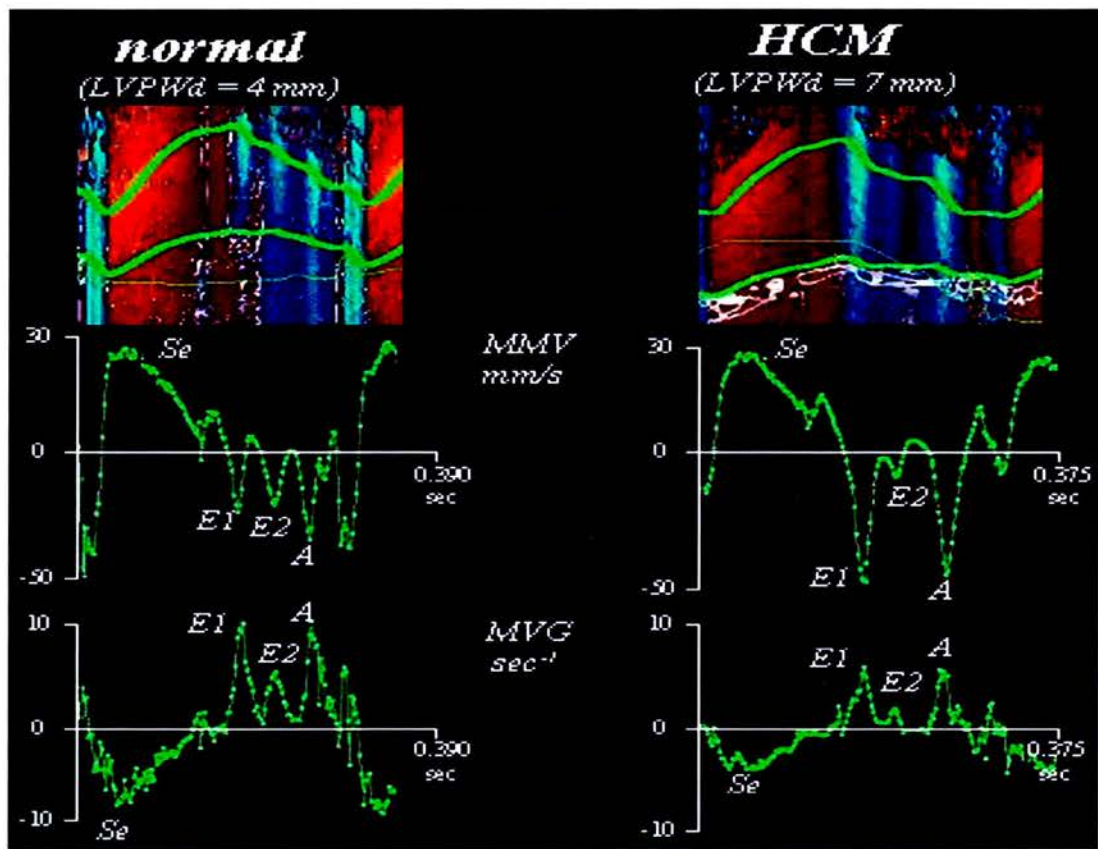 normal
(LVPWd = 4 mm)
HCM
(LVPWd = 7 mm)
30
Se
MMV
mm/s
0
0.390
sec
E1
E2
A
-50
30
Se
0
0.375
sec
E2
E1
A
-50
10
E1
A
E2
MVG
sec⁻¹
0
0.390
sec
-10
Se
10
E1
A
E2
0
0.375
sec
Se
-10